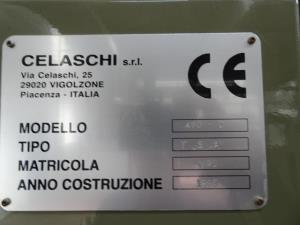 CELASCHI s.r.l.
Via Celaschi, 25
29020 VIGOLZONE
Piacenza - ITALIA
CE
MODELLO
TIPO
MATRICOLA
ANNO COSTRUZIONE